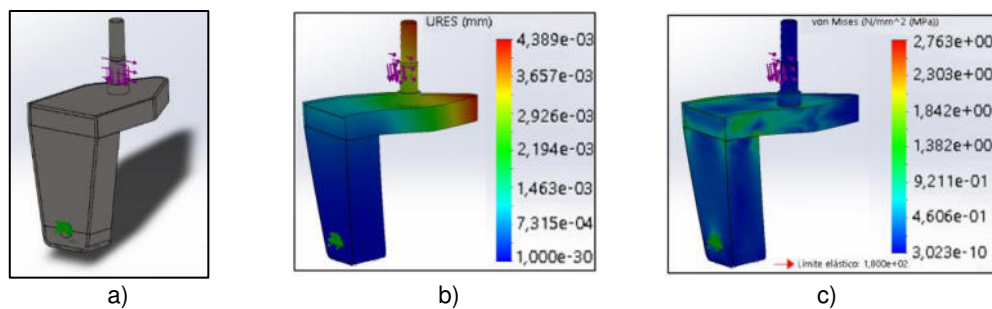 URES (mm)
4,389e-03
3,657e-03
2,926e-03
2,194e-03
1,463e-03
7,315e-04
1,000e-30
von Mises (N/mm^2 (MPa))
2,763e+00
2,303e+00
1,842e+00
1,382e+00
9,211e-01
4,606e-01
3,023e-10
Límite elástico: 1,800e+02
a)
b)
c)